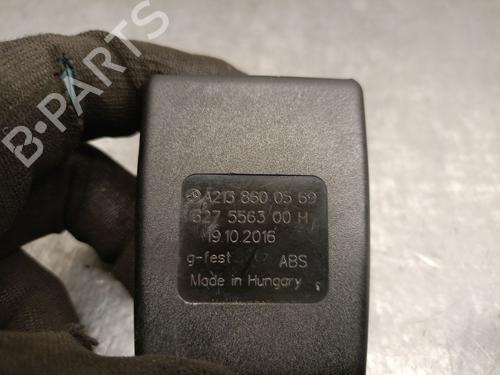 B-PARTS
A213 860 05 69
627 5563 00 H
19.10.2016
g-fest ABS
Made in Hungary